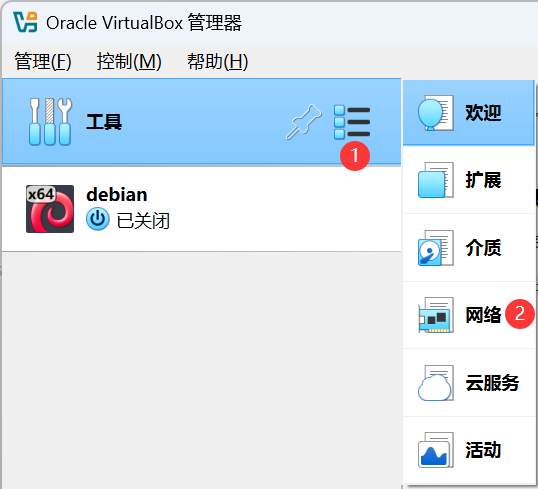 Oracle VirtualBox 管理器
管理(F) 控制(M) 帮助(H)
工具
1
x64
debian
已关闭
欢迎
扩展
介质
网络 2
云服务
活动